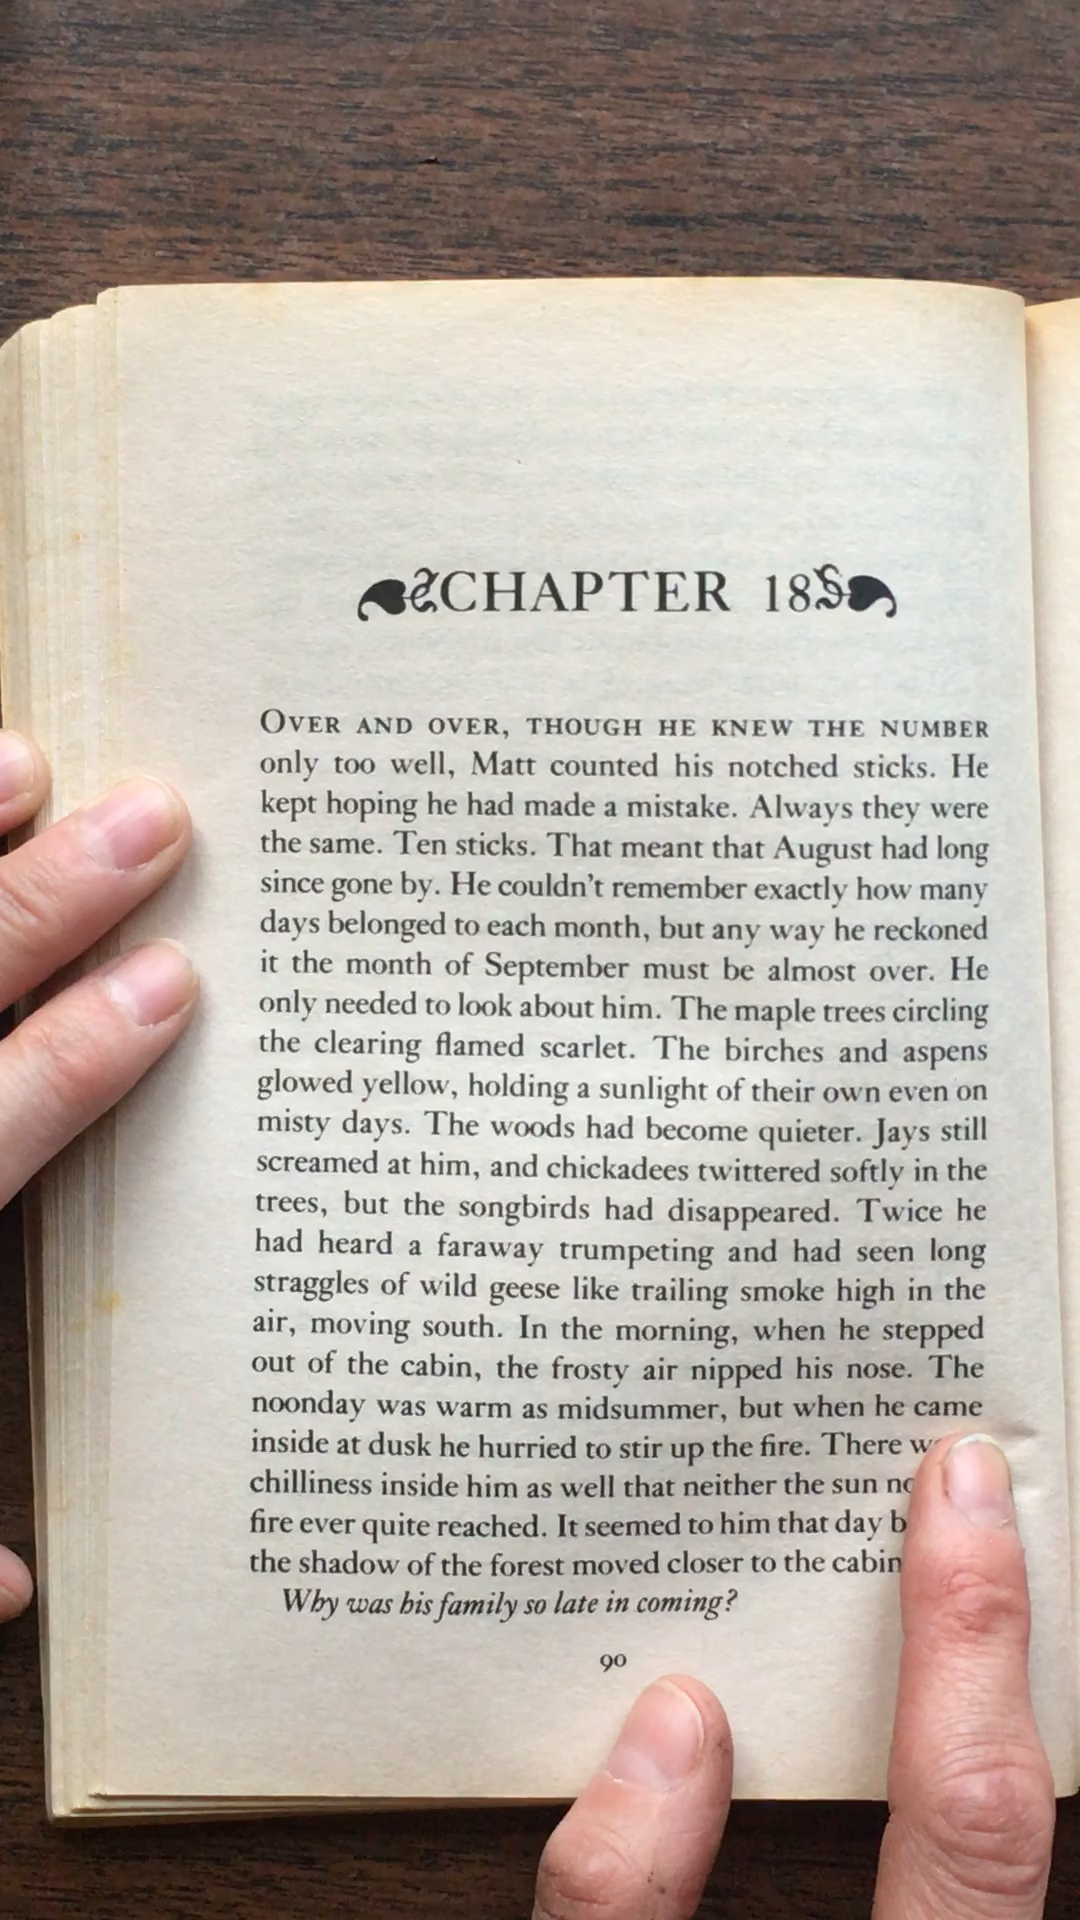 CHAPTER 18
OVER AND OVER, THOUGH HE KNEW THE NUMBER
only too well, Matt counted his notched sticks. He
kept hoping he had made a mistake. Always they were
the same. Ten sticks. That meant that August had long
since gone by. He couldn't remember exactly how many
days belonged to each month, but any way he reckoned
it the month of September must be almost over. He
only needed to look about him. The maple trees circling
the clearing flamed scarlet. The birches and aspens
glowed yellow, holding a sunlight of their own even on
misty days. The woods had become quieter. Jays still
screamed at him, and chickadees twittered softly in the
trees, but the songbirds had disappeared. Twice he
had heard a faraway trumpeting and had seen long
straggles of wild geese like trailing smoke high in the
air, moving south. In the morning, when he stepped
out of the cabin, the frosty air nipped his nose. The
noonday was warm as midsummer, but when he came
inside at dusk he hurried to stir up the fire. There
chilliness inside him as well that neither the sun
fire ever quite reached. It seemed to him that day
the shadow of the forest moved closer to the cabin
Why was his family so late in coming?
90